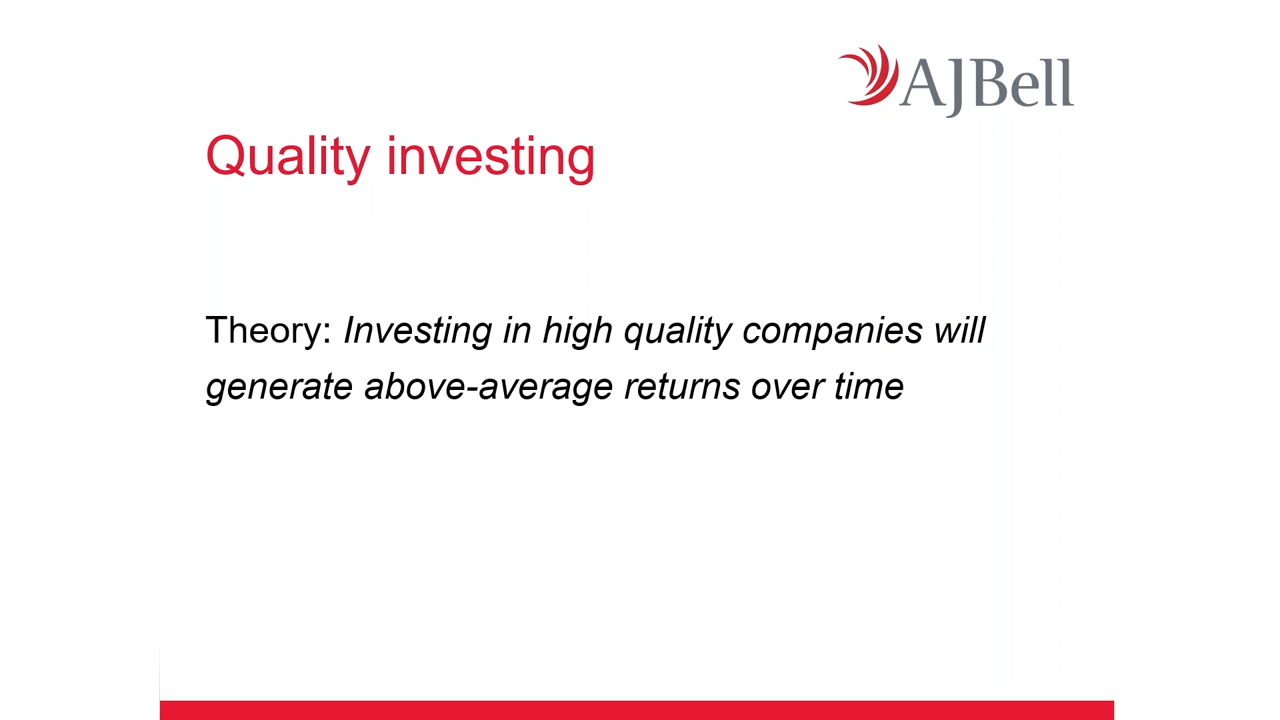 AJBell
Quality investing
Theory: Investing in high quality companies will
generate above-average returns over time